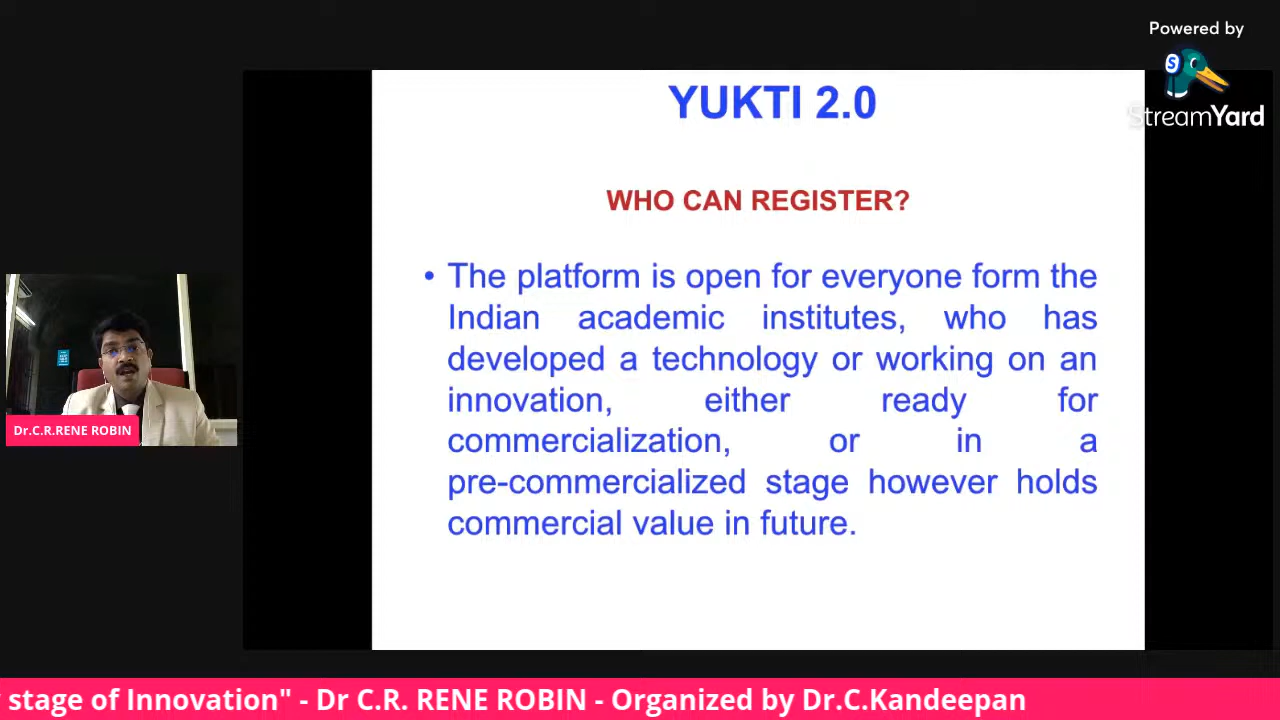 Powered by
StreamYard
YUKTI 2.0
WHO CAN REGISTER?
• The platform is open for everyone form the
Indian academic institutes, who has
developed a technology or working on an
innovation, either ready for
commercialization, or in a
pre-commercialized stage however holds
commercial value in future.
Dr.C.R.RENE ROBIN
stage of Innovation" - Dr C.R. RENE ROBIN - Organized by Dr.C.Kandeepan